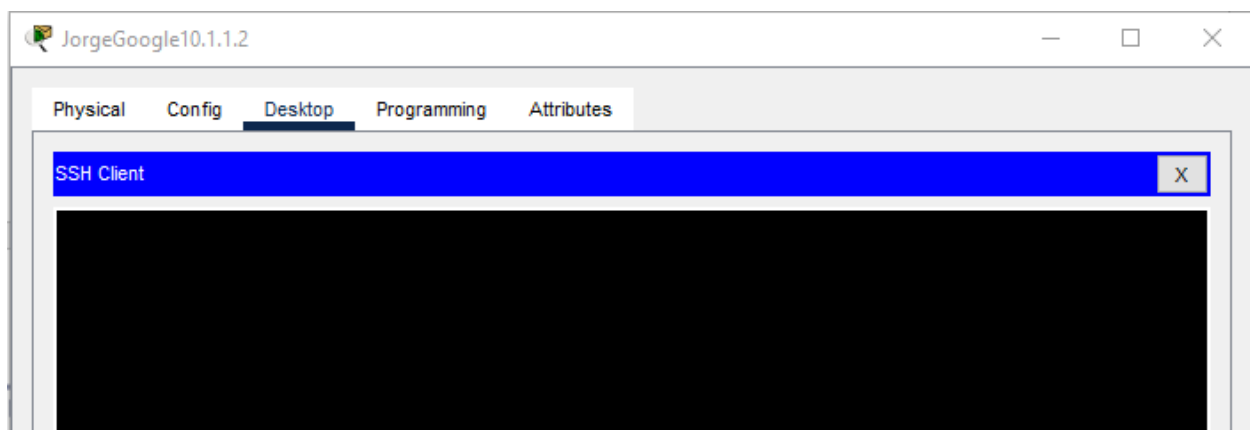 JorgeGoogle10.1.1.2
Physical Config Desktop Programming Attributes
SSH Client X